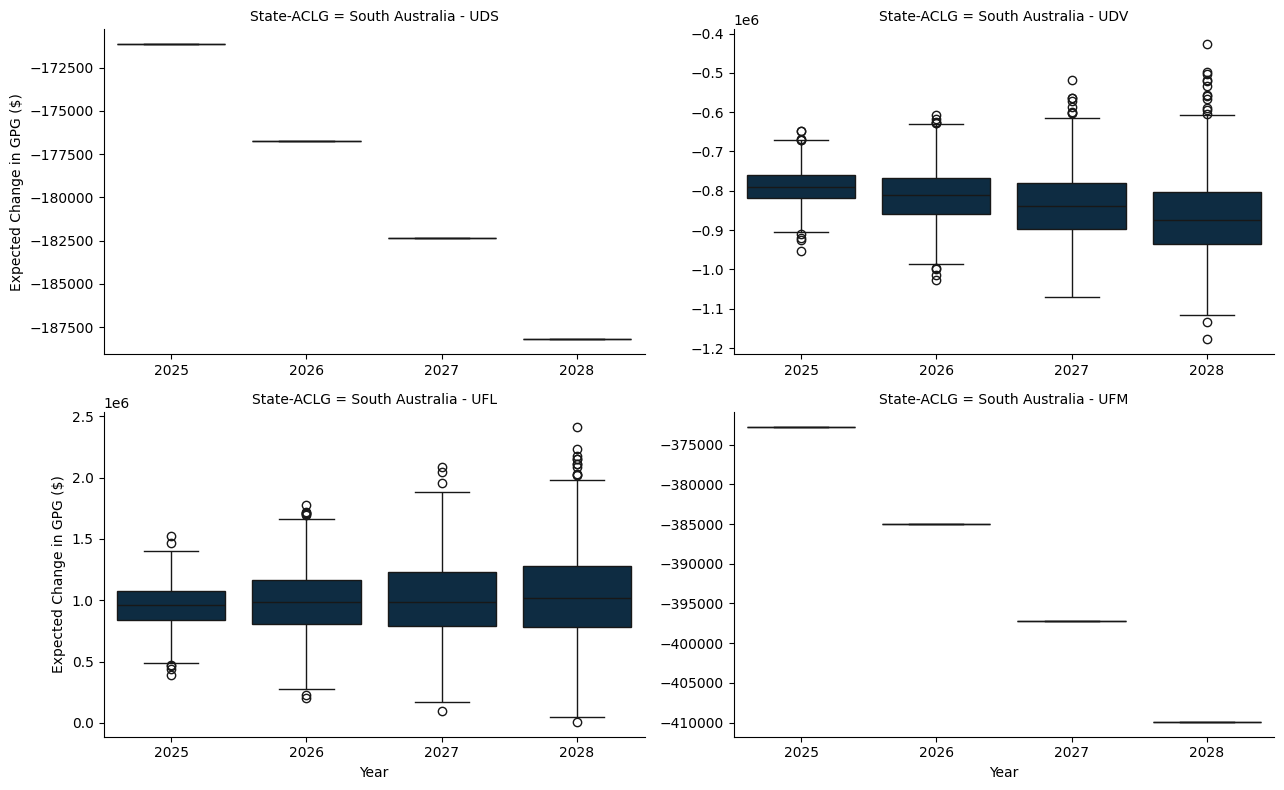 State-ACLG = South Australia - UDS
Expected Change in GPG ($)
−172500
−175000
−177500
−180000
−182500
−185000
−187500
2025 2026 2027 2028
State-ACLG = South Australia - UDV
1e6
−0.4
−0.5
−0.6
−0.7
−0.8
−0.9
−1.0
−1.1
−1.2
2025 2026 2027 2028
State-ACLG = South Australia - UFL
1e6
Expected Change in GPG ($)
2.5
2.0
1.5
1.0
0.5
0.0
2025 2026 2027 2028
Year
State-ACLG = South Australia - UFM
−375000
−380000
−385000
−390000
−395000
−400000
−405000
−410000
2025 2026 2027 2028
Year